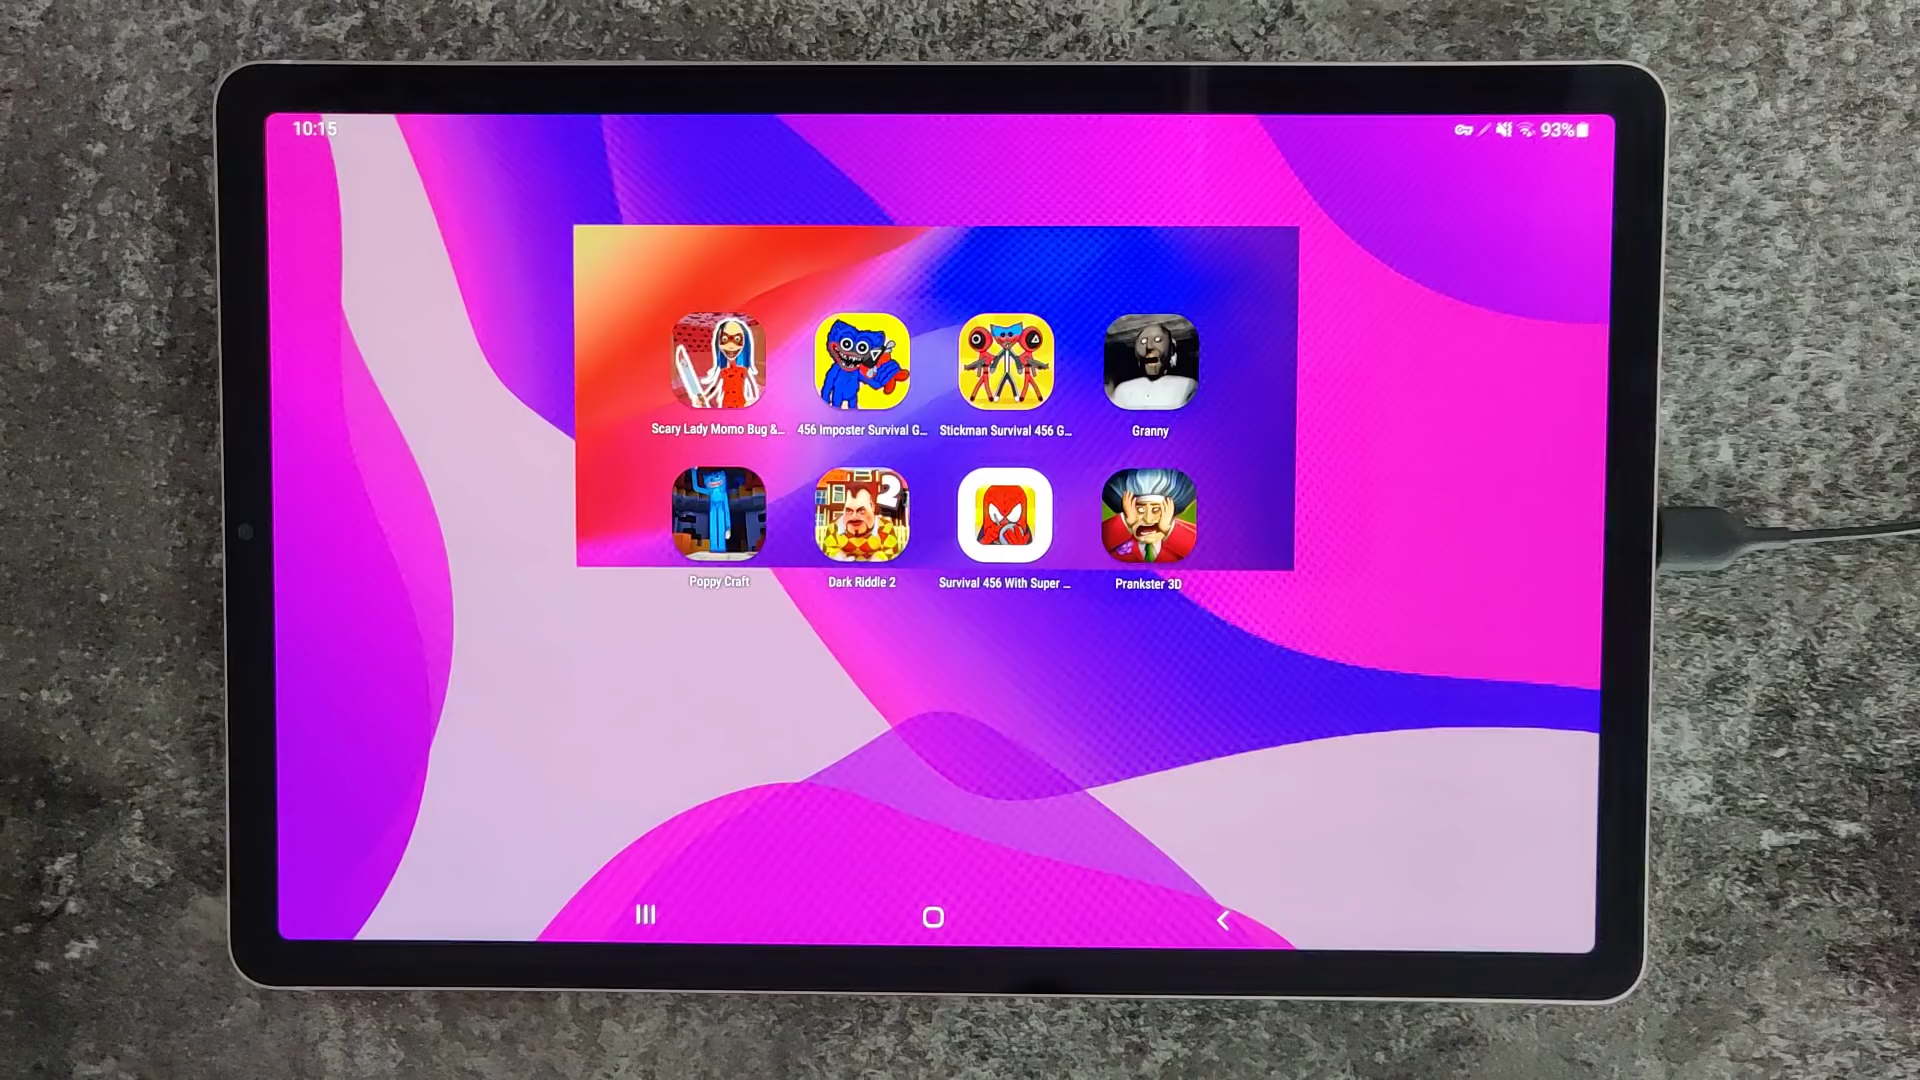 10:15 93%
Scary Lady Momo Bug &... 456 Imposter Survival G... Stickman Survival 456 G... Granny
2
Poppy Craft Dark Riddle 2 Survival 456 With Super ... Prankster 3D